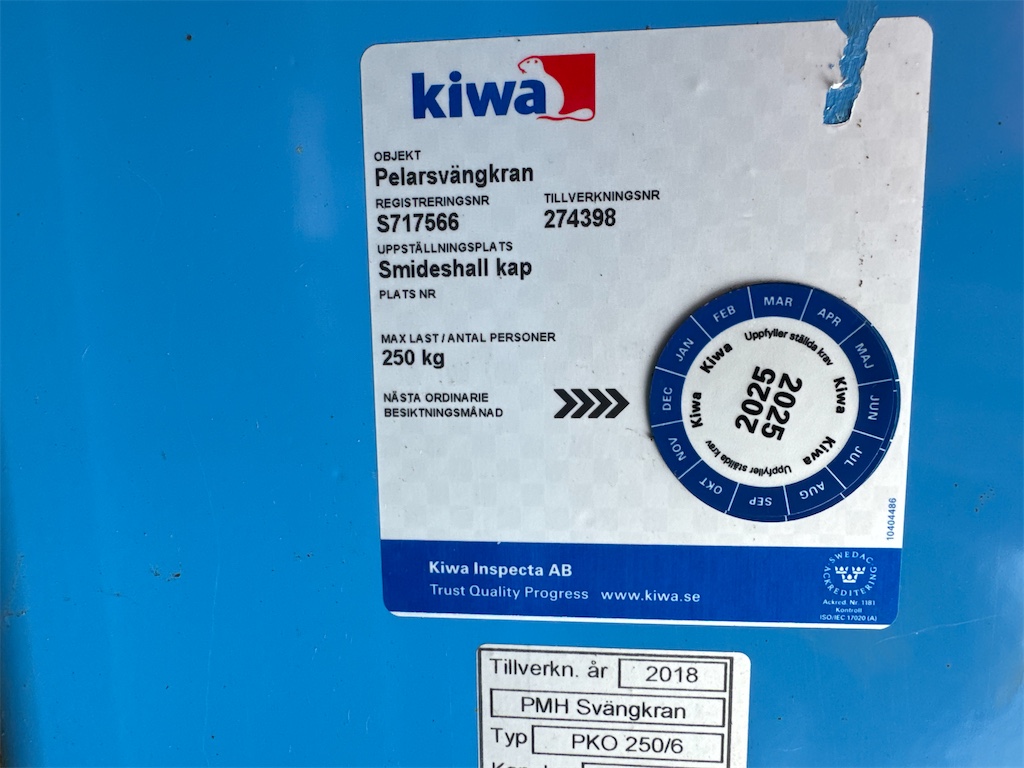 kiwa
OBJEKT
Pelarsvängkran
REGISTRERINGSNR TILLVERKNINGSNR
S717566 274398
UPPSTÄLLNINGSPLATS
Smideshall kap
PLATS NR
MAX LAST / ANTAL PERSONER
250 kg
NÄSTA ORDINARIE
BESIKTNINGSMÅNAD
JAN FEB MAR APR MAJ JUN JUL AUG SEP OKT NOV DEC
Kiwa Uppfyller ställda krav Kiwa
Kiwa Uppfyller ställda krav Kiwa
2025
2025
10404486
Kiwa Inspecta AB
Trust Quality Progress www.kiwa.se
SWEDAC
ACKREDITERING
Ackred. Nr. 1181
Kontroll
ISO/IEC 17020 (A)
Tillverkn. år 2018
PMH Svängkran
Typ PKO 250/6